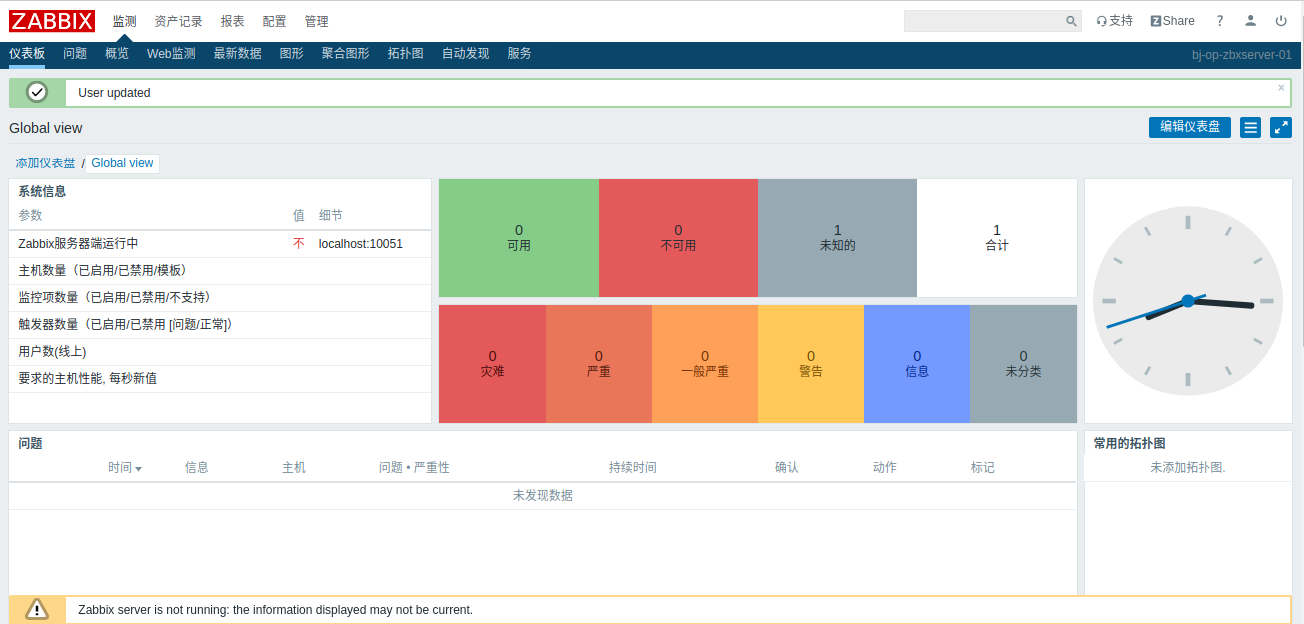 ZABBIX 监测 资产记录 报表 配置 管理 支持 Share ?
仪表板 问题 概览 Web监测 最新数据 图形 聚合图形 拓扑图 自动发现 服务 bj-op-zbxserver-01
User updated ×
Global view 编辑仪表盘
添加仪表盘 / Global view
系统信息
参数 值 细节
Zabbix服务器端运行中 不 localhost:10051
主机数量（已启用/已禁用/模板）
监控项数量（已启用/已禁用/不支持）
触发器数量（已启用/已禁用 [问题/正常]）
用户数(线上)
要求的主机性能, 每秒新值
0 0 1 1
可用 不可用 未知的 合计
0 0 0 0 0 0
灾难 严重 一般严重 警告 信息 未分类
问题
时间 信息 主机 问题 • 严重性 持续时间 确认 动作 标记
未发现数据
常用的拓扑图
未添加拓扑图.
Zabbix server is not running: the information displayed may not be current.